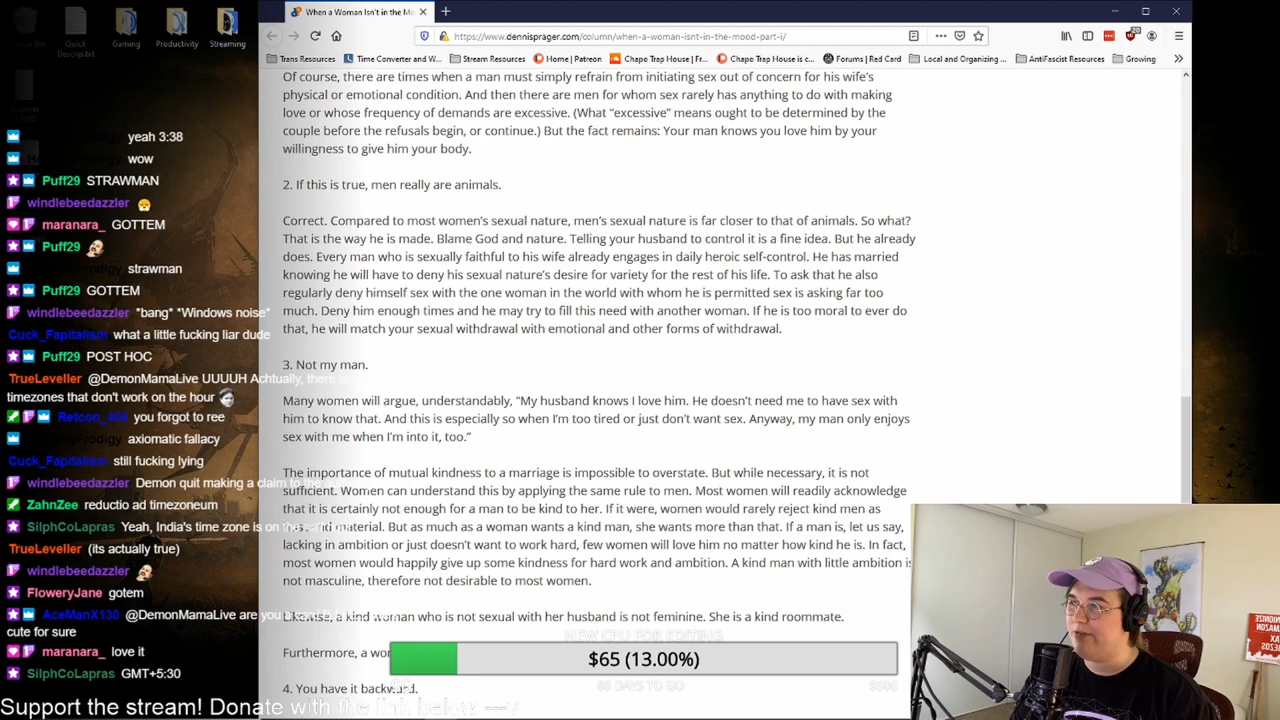 When a Woman Isn't in the Mo
https://www.dennisprager.com/column/when-a-woman-isnt-in-the-mood-part-i/
20
Quick
Descript.txt
Gaming
Productivity
Streaming
Trans Resources
Time Converter and W...
Stream Resources
Home | Patreon
Chapo Trap House | Fr...
Chapo Trap House is c...
Forums | Red Card
Local and Organizing ...
AntiFascist Resources
Growing
Of course, there are times when a man must simply refrain from initiating sex out of concern for his wife's
physical or emotional condition. And then there are men for whom sex rarely has anything to do with making
love or whose frequency of demands are excessive. (What "excessive" means ought to be determined by the
couple before the refusals begin, or continue.) But the fact remains: Your man knows you love him by your
willingness to give him your body.
2. If this is true, men really are animals.
Correct. Compared to most women's sexual nature, men's sexual nature is far closer to that of animals. So what?
That is the way he is made. Blame God and nature. Telling your husband to control it is a fine idea. But he already
does. Every man who is sexually faithful to his wife already engages in daily heroic self-control. He has married
knowing he will have to deny his sexual nature's desire for variety for the rest of his life. To ask that he also
regularly deny himself sex with the one woman in the world with whom he is permitted sex is asking far too
much. Deny him enough times and he may try to fill this need with another woman. If he is too moral to ever do
that, he will match your sexual withdrawal with emotional and other forms of withdrawal.
3. Not my man.
Many women will argue, understandably, "My husband knows I love him. He doesn't need me to have sex with
him to know that. And this is especially so when I'm too tired or just don't want sex. Anyway, my man only enjoys
sex with me when I'm into it, too."
The importance of mutual kindness to a marriage is impossible to overstate. But while necessary, it is not
sufficient. Women can understand this by applying the same rule to men. Most women will readily acknowledge
that it is certainly not enough for a man to be kind to her. If it were, women would rarely reject kind men as
material. But as much as a woman wants a kind man, she wants more than that. If a man is, let us say,
lacking in ambition or just doesn't want to work hard, few women will love him no matter how kind he is. In fact,
most women would happily give up some kindness for hard work and ambition. A kind man with little ambition is
not masculine, therefore not desirable to most women.
Likewise, a kind woman who is not sexual with her husband is not feminine. She is a kind roommate.
Furthermore, a wo
4. You have it backward.
yeah 3:38
wow
Puff29 STRAWMAN
windlebeedazzler
maranara_ GOTTEM
Puff29
Prodigy strawman
Puff29 GOTTEM
windlebeedazzler *bang* *Windows noise*
Cuck_Fapitalism what a little fucking liar dude
Puff29 POST HOC
TrueLeveller @DemonMamaLive UUUUH Achtually, there
timezones that don't work on the hour
Retcon_404 you forgot to ree
Prodigy axiomatic fallacy
Cuck_Fapitalism still fucking lying
windlebeedazzler Demon quit making a claim to the
ZahnZee reductio ad timezoneum
SilphCoLapras Yeah, India's time zone is on
TrueLeveller (its actually true)
windlebeedazzler
FloweryJane gotem
AceManX130 @DemonMamaLive are you a
cute for sure
maranara_ love it
SilphCoLapras GMT+5:30
NEW CPU FOR EDITING
$65 (13.00%)
$0
88 DAYS TO GO
$500
Support the stream! Donate with the link below